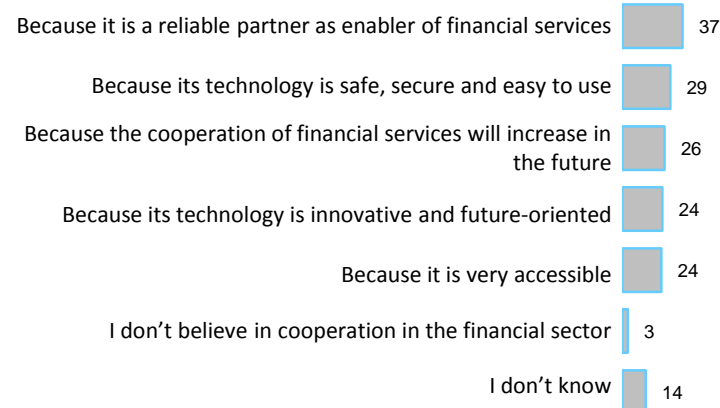 Because it is a reliable partner as enabler of financial services 37
Because its technology is safe, secure and easy to use 29
Because the cooperation of financial services will increase in
the future 26
Because its technology is innovative and future-oriented 24
Because it is very accessible 24
I don’t believe in cooperation in the financial sector 3
I don’t know 14